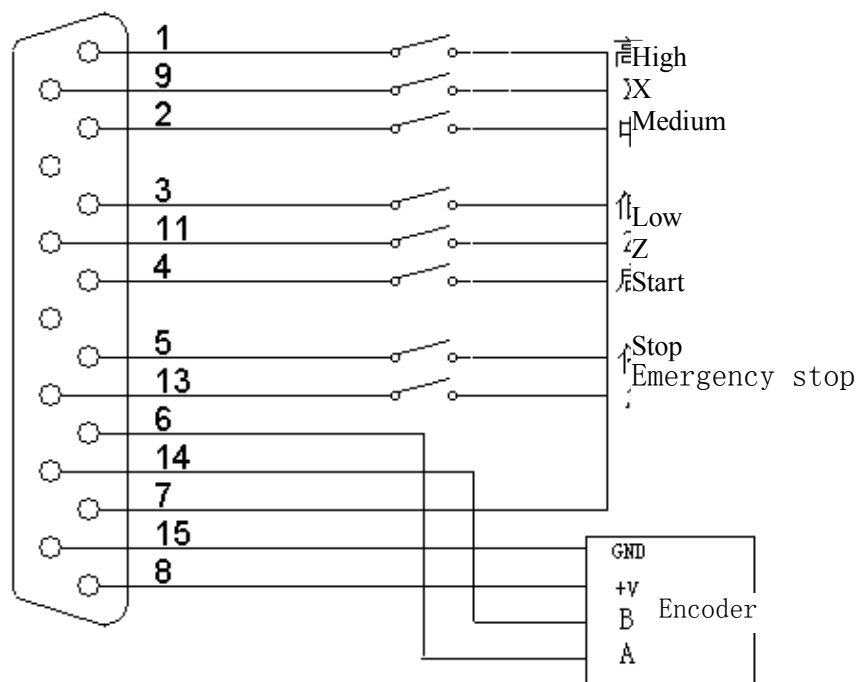 1 High
9 X
2 Medium
3 Low
11 Z
4 Start
5 Stop
13 Emergency stop
6
14
7
15 GND
8 +V
B Encoder
A